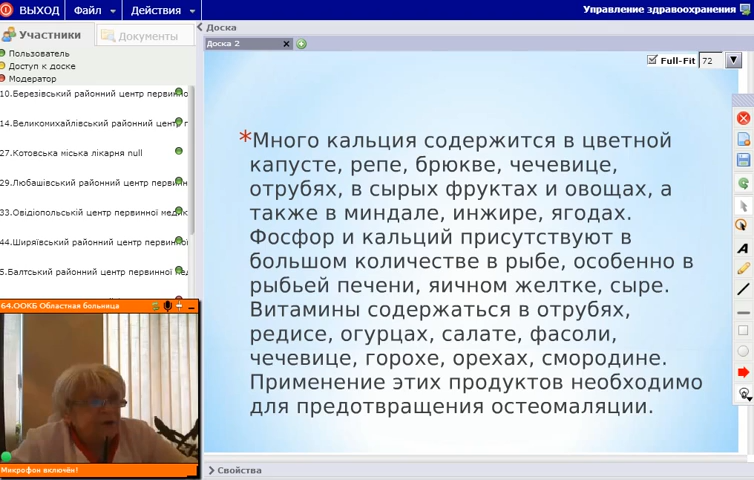 ВЫХОД
Файл
Действия
Управление здравоохранения
Участники
Документы
Пользователь
Доступ к доске
Модератор
10.Березівський районний центр первинно
14.Великомихайлівський районний центр г
27.Котовська міська лікарня null
29.Любашівський районний центр первинн
33.Овідіопольській центр первинної медик
44.Ширяївський районний центр первинної
5.Балтський районний центр первинної мед
64.ООКБ Областная больница
Микрофон включён!
Доска
Доска 2
Full-Fit 72
*Много кальция содержится в цветной
капусте, репе, брюкве, чечевице,
отрубях, в сырых фруктах и овощах, а
также в миндале, инжире, ягодах.
Фосфор и кальций присутствуют в
большом количестве в рыбе, особенно в
рыбьей печени, яичном желтке, сыре.
Витамины содержаться в отрубях,
редисе, огурцах, салате, фасоли,
чечевице, горохе, орехах, смородине.
Применение этих продуктов необходимо
для предотвращения остеомаляции.
Свойства